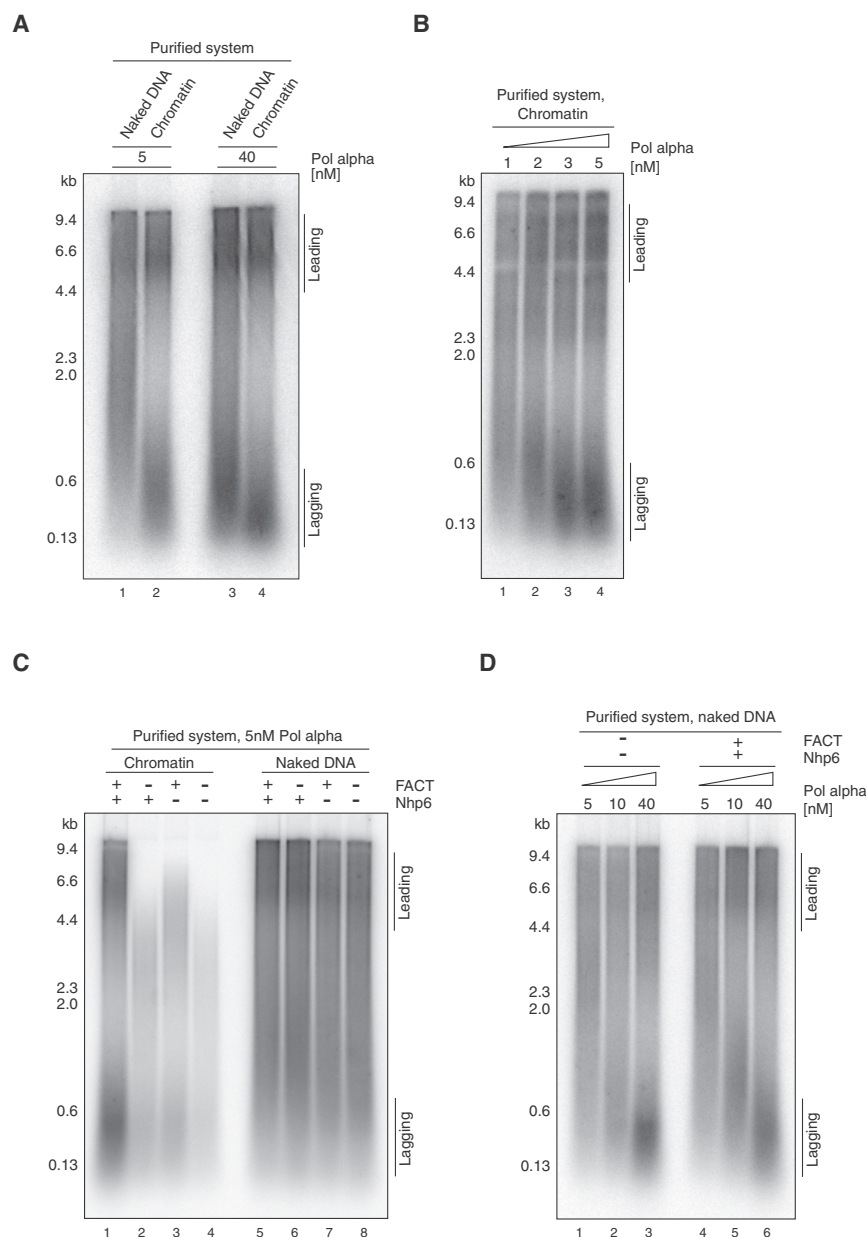 A
Purified system
Naked DNA
Chromatin
Naked DNA
Chromatin
5
40
Pol alpha
[nM]
kb
9.4
6.6
4.4
2.3
2.0
0.6
0.13
Leading
Lagging
1 2 3 4
B
Purified system,
Chromatin
1 2 3 5
Pol alpha
[nM]
kb
9.4
6.6
4.4
2.3
2.0
0.6
0.13
Leading
Lagging
1 2 3 4
C
Purified system, 5nM Pol alpha
Chromatin
Naked DNA
+ - + - + - + - FACT
+ + - - + + - - Nhp6
kb
9.4
6.6
4.4
2.3
2.0
0.6
0.13
Leading
Lagging
1 2 3 4 5 6 7 8
D
Purified system, naked DNA
- + FACT
- + Nhp6
5 10 40 5 10 40
Pol alpha
[nM]
kb
9.4
6.6
4.4
2.3
2.0
0.6
0.13
Leading
Lagging
1 2 3 4 5 6